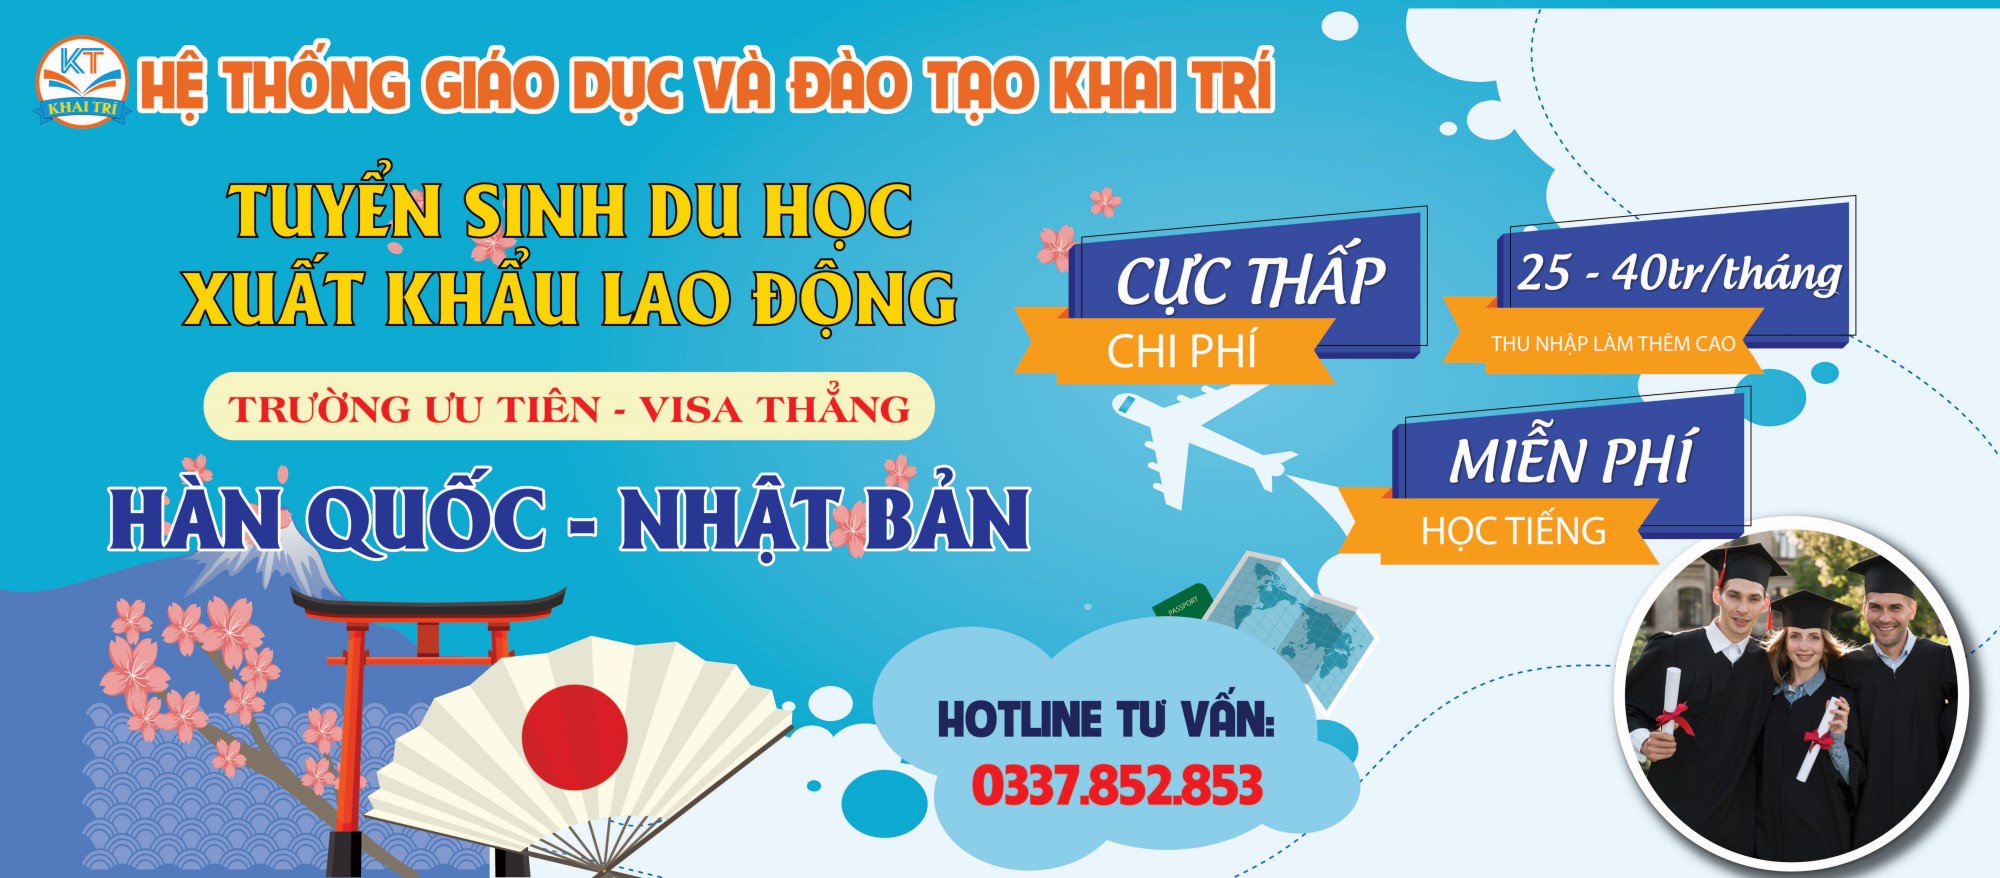 KT
KHAI TRÍ
HỆ THỐNG GIÁO DỤC VÀ ĐÀO TẠO KHAI TRÍ
TUYỂN SINH DU HỌC
XUẤT KHẨU LAO ĐỘNG
TRƯỜNG ƯU TIÊN - VISA THẲNG
HÀN QUỐC - NHẬT BẢN
CỰC THẤP
CHI PHÍ
25 - 40tr/tháng
THU NHẬP LÀM THÊM CAO
MIỄN PHÍ
HỌC TIẾNG
PASSPORT
HOTLINE TƯ VẤN:
0337.852.853